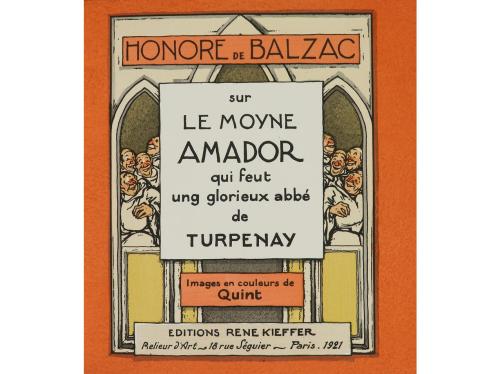 HONORE DE BALZAC
sur
LE MOYNE
AMADOR
qui feut
ung glorieux abbé
de
TURPENAY
Images en couleurs de
Quint
EDITIONS RENE KIEFFER
Relieur d'Art - 18 rue Séguier - Paris. 1921